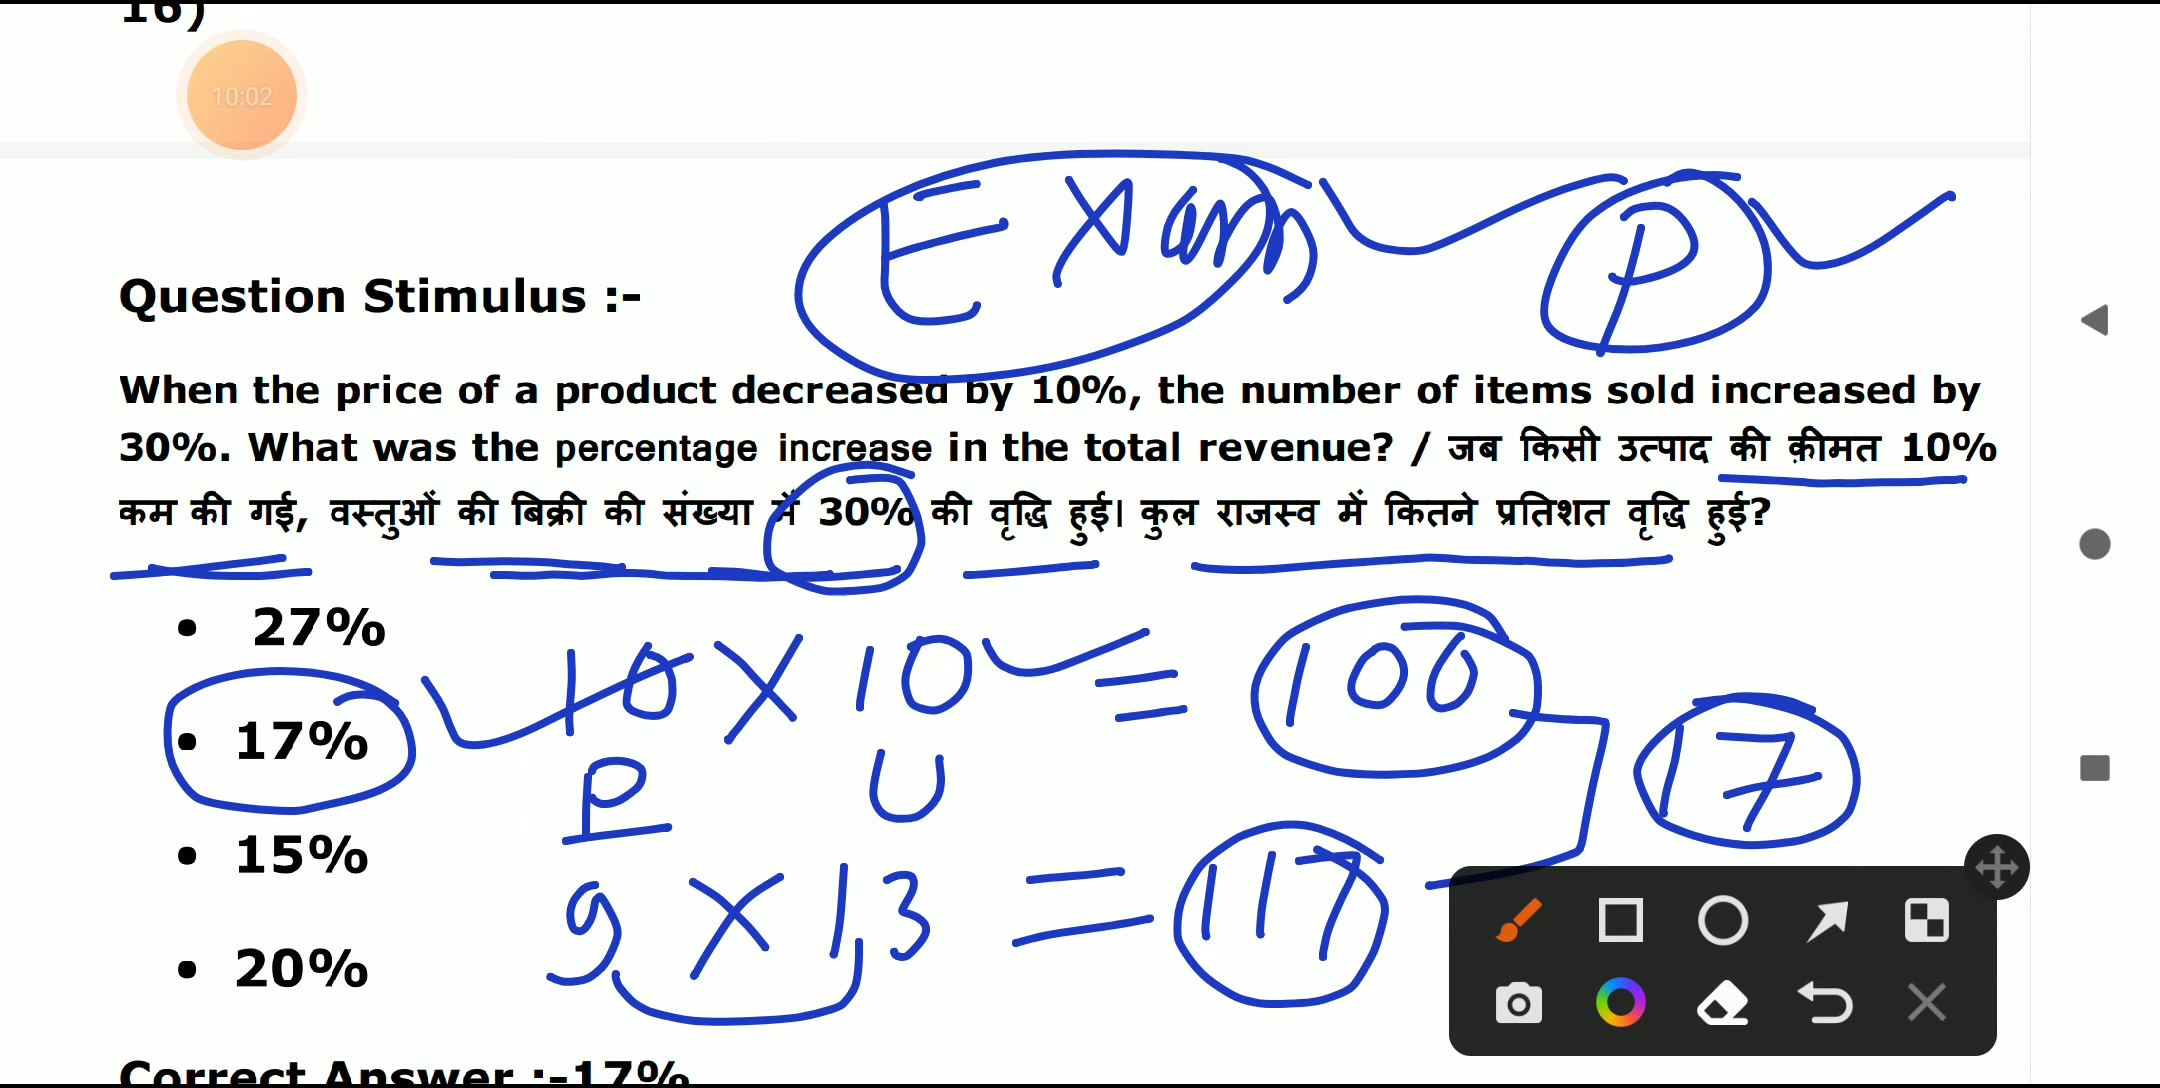 16)
10:02
Exam P
Question Stimulus :-
When the price of a product decreased by 10%, the number of items sold increased by
30%. What was the percentage increase in the total revenue? / जब किसी उत्पाद की क़ीमत 10%
कम की गई, वस्तुओं की बिक्री की संख्या में 30% की वृद्धि हुई। कुल राजस्व में कितने प्रतिशत वृद्धि हुई?
• 27%
10 X 10 = 100
• 17%
17
P U
• 15%
9 X 13 = 117
• 20%
Correct Answer :-17%